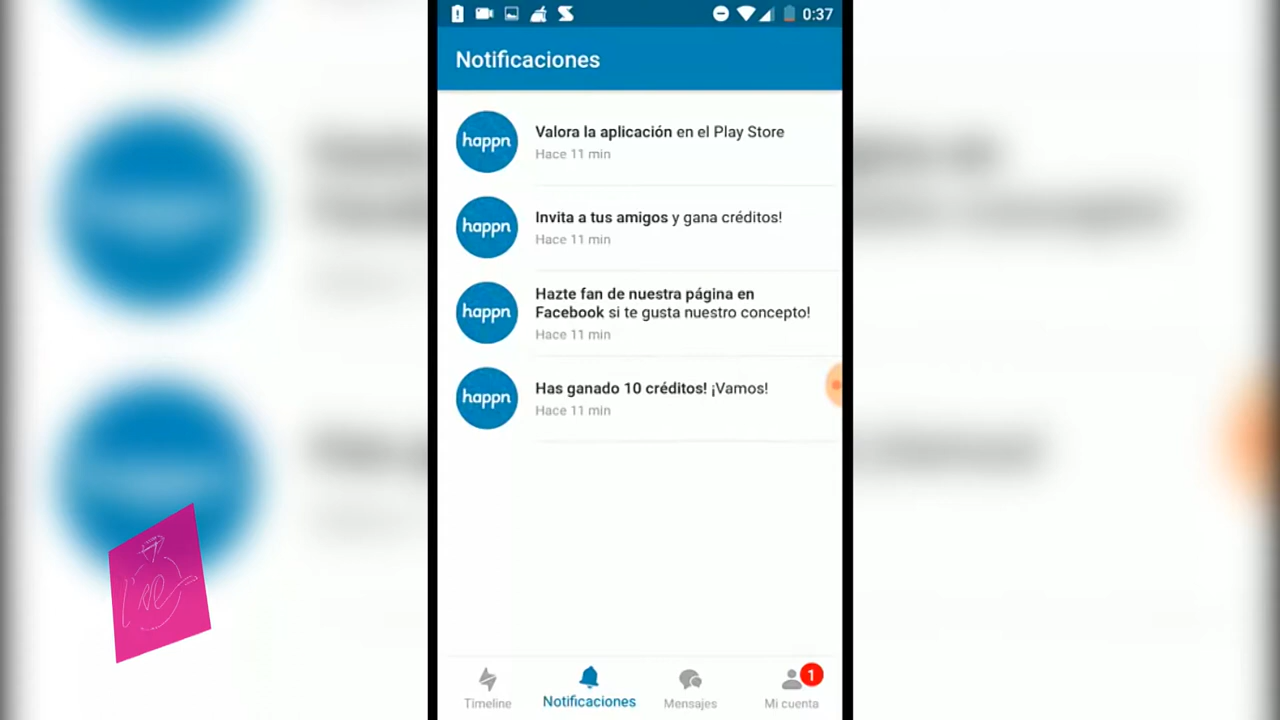 0:37
Notificaciones
happn
Valora la aplicación en el Play Store
Hace 11 min
happn
Invita a tus amigos y gana créditos!
Hace 11 min
happn
Hazte fan de nuestra página en
Facebook si te gusta nuestro concepto!
Hace 11 min
happn
Has ganado 10 créditos! ¡Vamos!
Hace 11 min
1
Timeline
Notificaciones
Mensajes
Mi cuenta